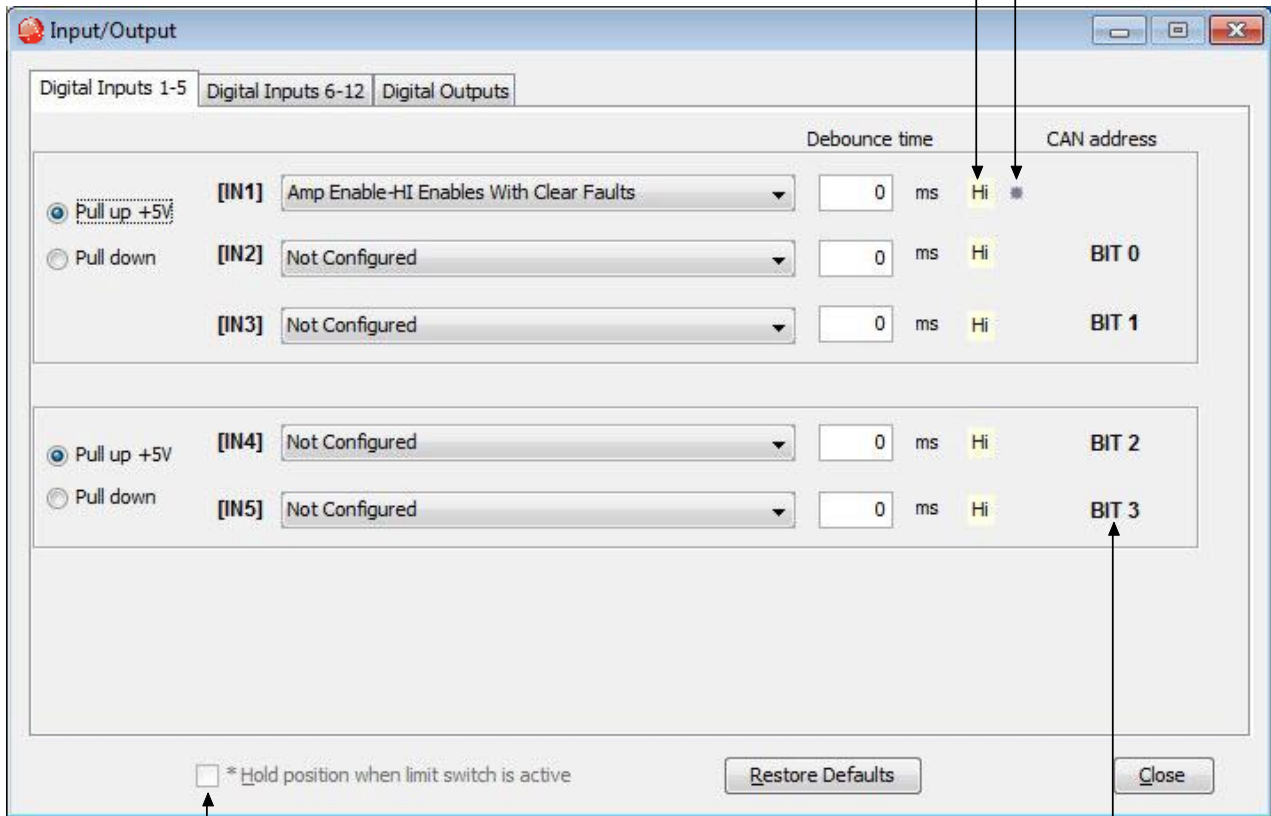 Input/Output
Digital Inputs 1-5 Digital Inputs 6-12 Digital Outputs
Debounce time CAN address
Pull up +5V
Pull down
[IN1] Amp Enable-HI Enables With Clear Faults 0 ms Hi
[IN2] Not Configured 0 ms Hi BIT 0
[IN3] Not Configured 0 ms Hi BIT 1
Pull up +5V
Pull down
[IN4] Not Configured 0 ms Hi BIT 2
[IN5] Not Configured 0 ms Hi BIT 3
* Hold position when limit switch is active Restore Defaults Close